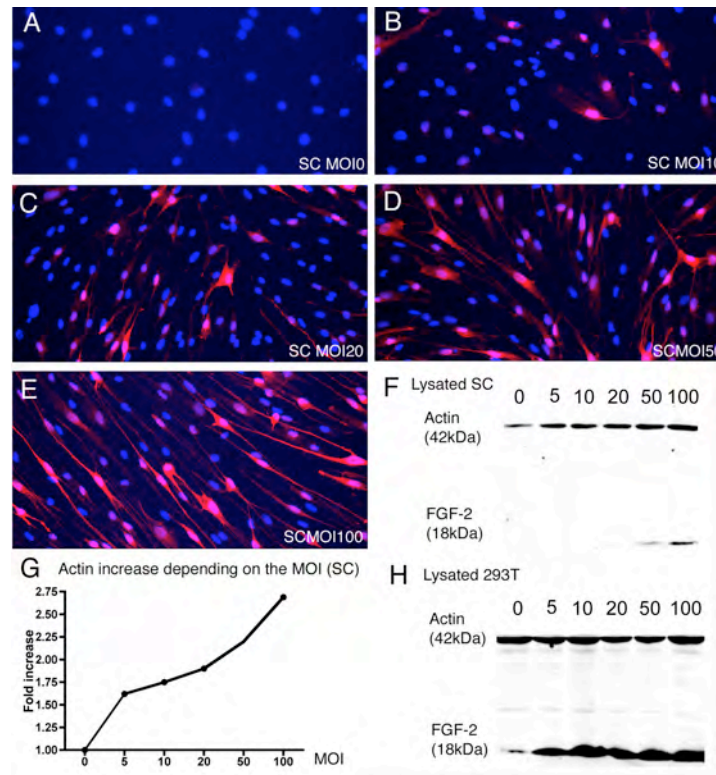 A
SC MOI0
B
SC MOI10
C
SC MOI20
D
SCMOI50
E
SCMOI100
F Lysated SC
0 5 10 20 50 100
Actin
(42kDa)
FGF-2
(18kDa)
G Actin increase depending on the MOI (SC)
Fold increase
2.75
2.50
2.25
2.00
1.75
1.50
1.25
1.00
0 5 10 20 50 100 MOI
H Lysated 293T
0 5 10 20 50 100
Actin
(42kDa)
FGF-2
(18kDa)